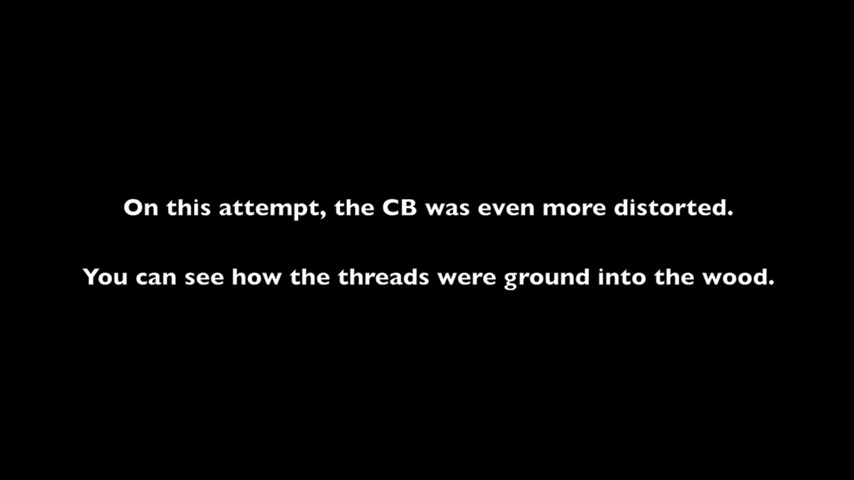 On this attempt, the CB was even more distorted.
You can see how the threads were ground into the wood.